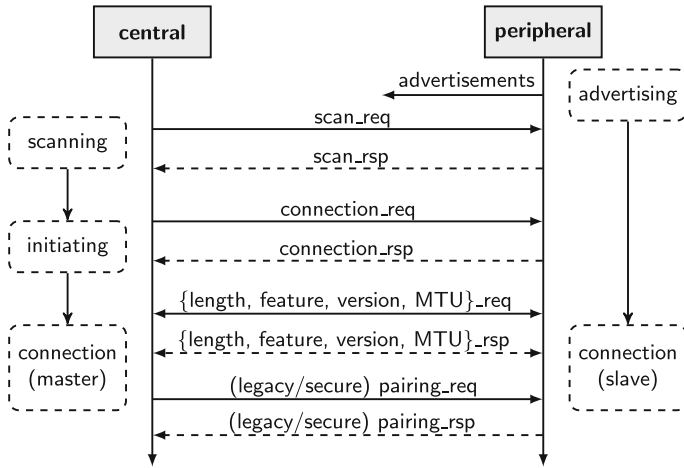 central
peripheral
advertisements
advertising
scan_req
scanning
scan_rsp
connection_req
initiating
connection_rsp
{length, feature, version, MTU}_req
{length, feature, version, MTU}_rsp
connection
(master)
connection
(slave)
(legacy/secure) pairing_req
(legacy/secure) pairing_rsp